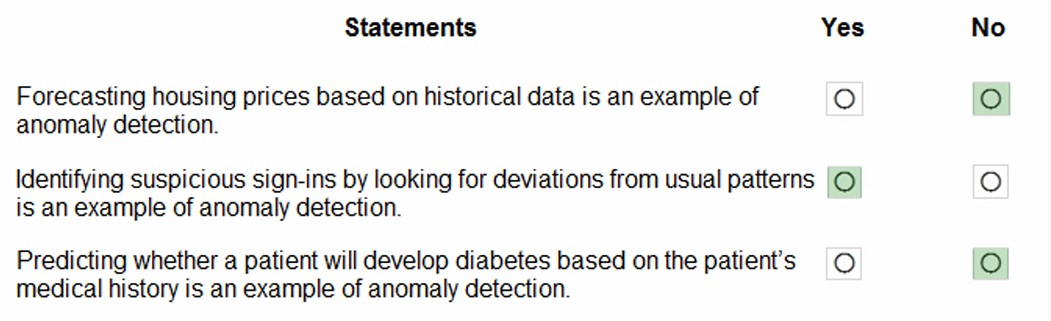 Statements Yes No
Forecasting housing prices based on historical data is an example of
anomaly detection.
Identifying suspicious sign-ins by looking for deviations from usual patterns
is an example of anomaly detection.
Predicting whether a patient will develop diabetes based on the patient’s
medical history is an example of anomaly detection.